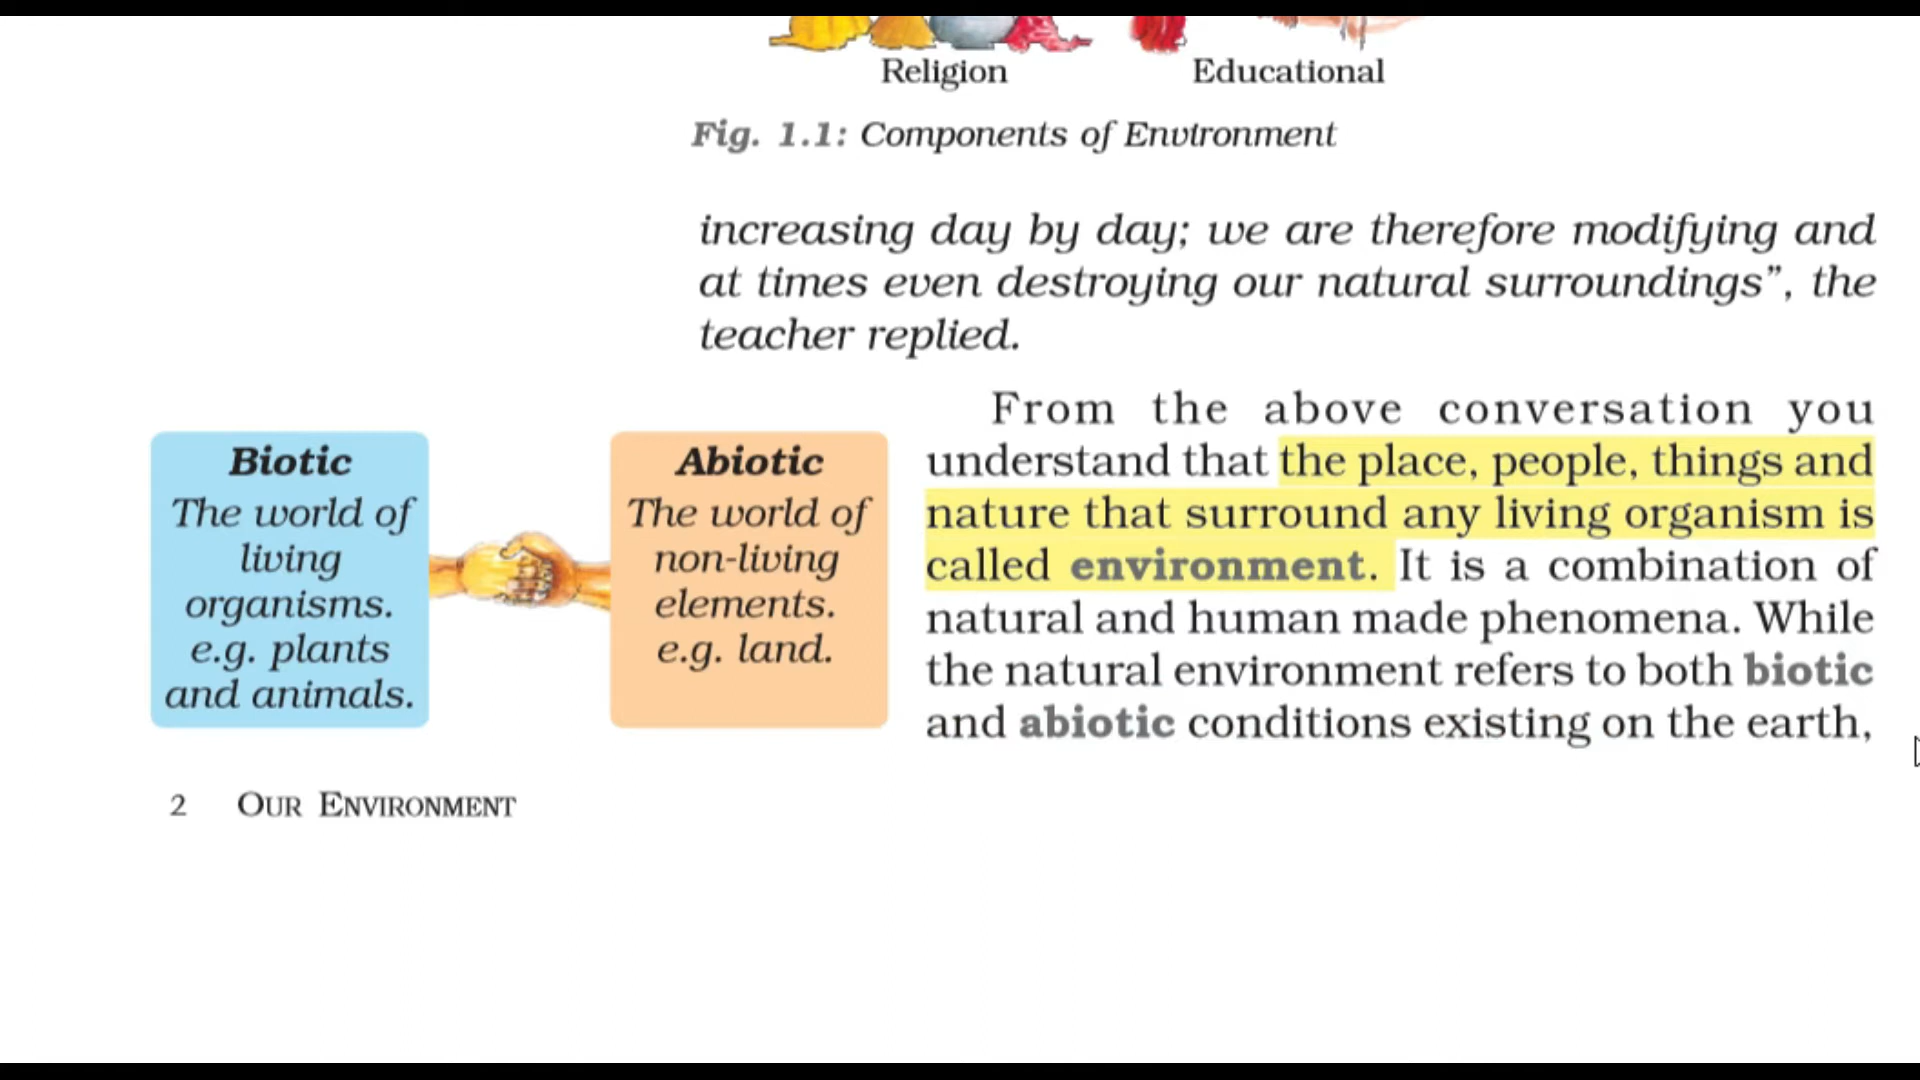 Religion Educational
Fig. 1.1: Components of Environment
increasing day by day; we are therefore modifying and
at times even destroying our natural surroundings”, the
teacher replied.
Biotic
The world of
living
organisms.
e.g. plants
and animals.
Abiotic
The world of
non-living
elements.
e.g. land.
From the above conversation you
understand that the place, people, things and
nature that surround any living organism is
called environment. It is a combination of
natural and human made phenomena. While
the natural environment refers to both biotic
and abiotic conditions existing on the earth,
2 OUR ENVIRONMENT